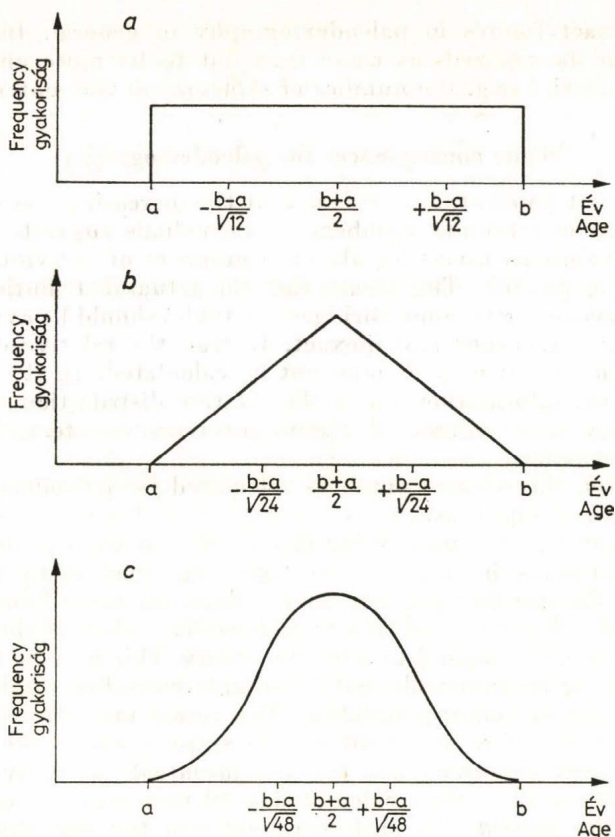 a
Frequency
gyakoriság
a -(b-a)/√12 (b+a)/2 +(b-a)/√12 b Év
Age
b
Frequency
gyakoriság
a -(b-a)/√24 (b+a)/2 +(b-a)/√24 b Év
Age
c
Frequency
gyakoriság
a -(b-a)/√48 (b+a)/2 +(b-a)/√48 b Év
Age